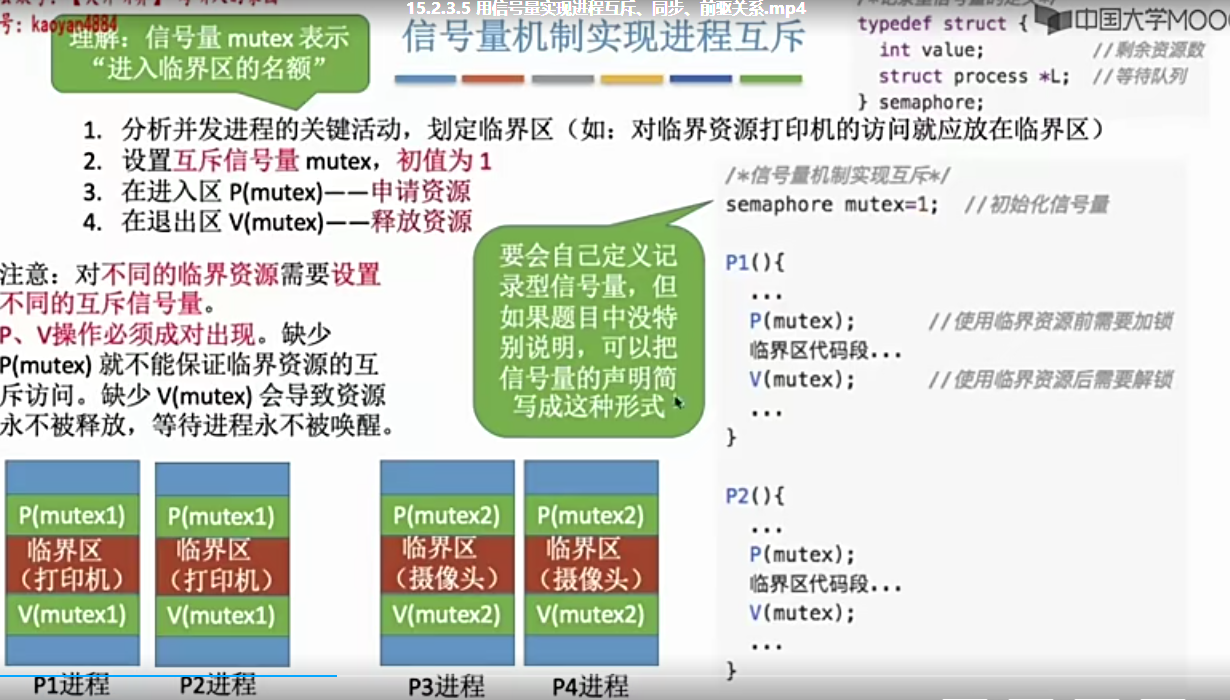 15.2.3.5 用信号量实现进程互斥、同步、前驱关系.mp4
号: kaoyan4884
中国大学MOO
理解：信号量 mutex 表示
“进入临界区的名额”
信号量机制实现进程互斥
typedef struct {
int value; //剩余资源数
struct process *L; //等待队列
} semaphore;
1. 分析并发进程的关键活动，划定临界区（如：对临界资源打印机的访问就应放在临界区）
2. 设置互斥信号量 mutex，初值为 1
3. 在进入区 P(mutex)——申请资源
4. 在退出区 V(mutex)——释放资源
注意：对不同的临界资源需要设置
不同的互斥信号量。
P、V操作必须成对出现。缺少
P(mutex) 就不能保证临界资源的互
斥访问。缺少 V(mutex) 会导致资源
永不被释放，等待进程永不被唤醒。
要会自己定义记
录型信号量，但
如果题目中没特
别说明，可以把
信号量的声明简
写成这种形式
/*信号量机制实现互斥*/
semaphore mutex=1; //初始化信号量
P1(){
...
P(mutex); //使用临界资源前需要加锁
临界区代码段...
V(mutex); //使用临界资源后需要解锁
...
}
P2(){
...
P(mutex);
临界区代码段...
V(mutex);
...
}
P(mutex1) P(mutex1) P(mutex2) P(mutex2)
临界区 临界区 临界区 临界区
（打印机） （打印机） （摄像头） （摄像头）
V(mutex1) V(mutex1) V(mutex2) V(mutex2)
P1进程 P2进程 P3进程 P4进程